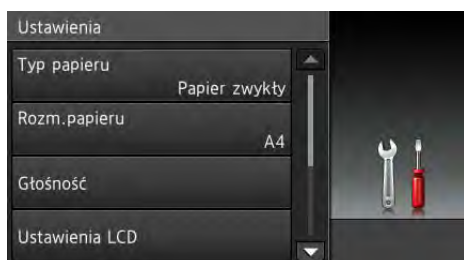 Ustawienia
Typ papieru
Papier zwykły
Rozm.papieru
A4
Głośność
Ustawienia LCD